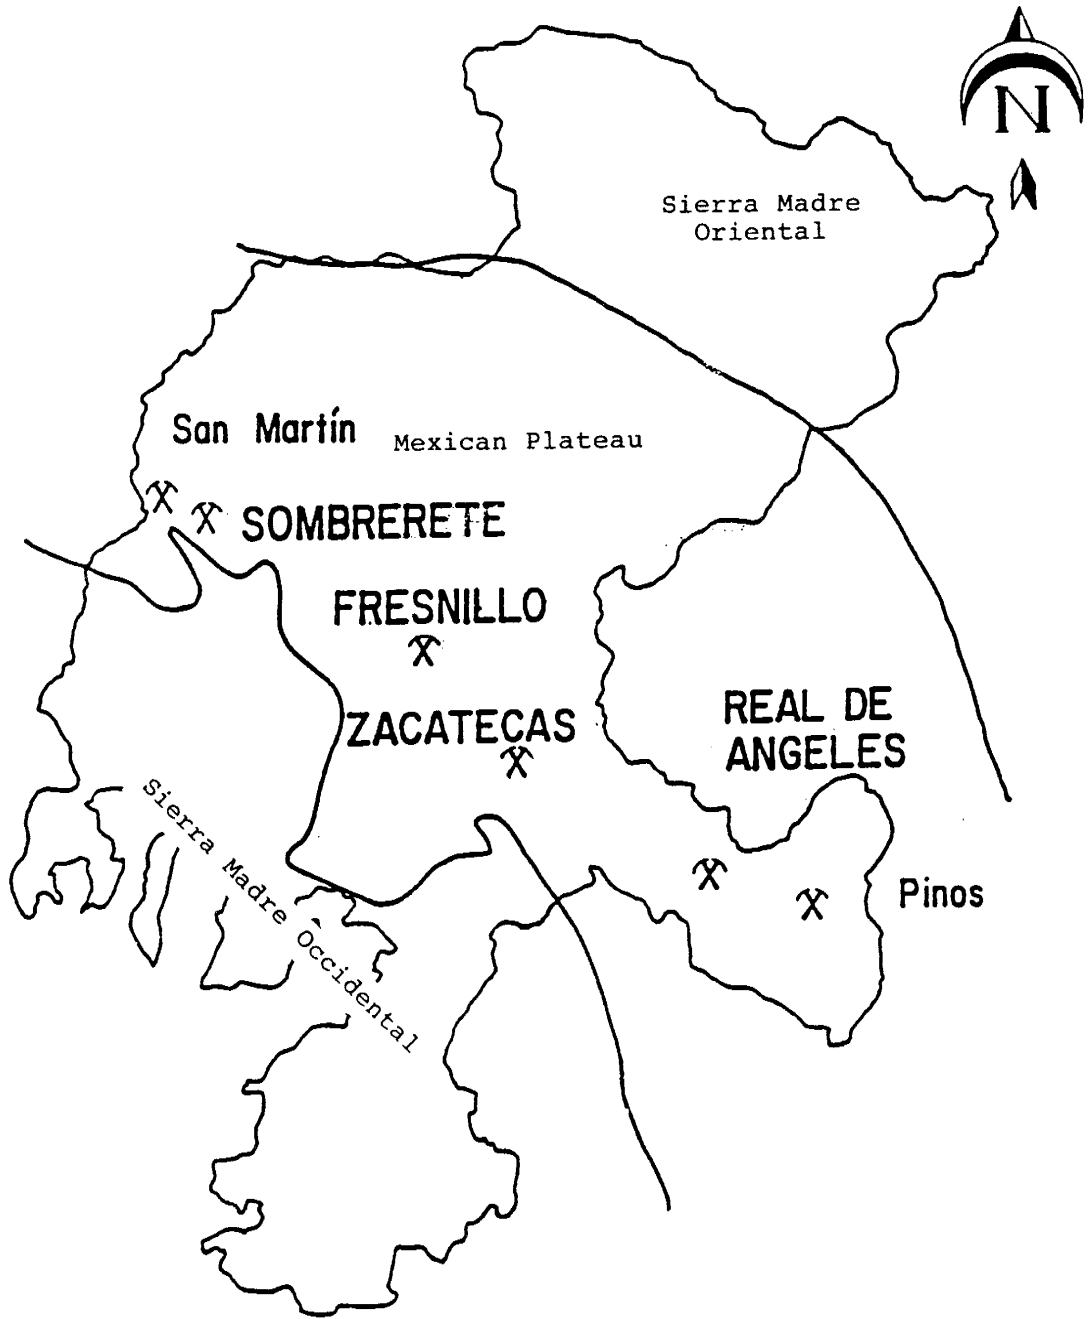 N
Sierra Madre
Oriental
San Martín
Mexican Plateau
SOMBRERETE
FRESNILLO
ZACATECAS
REAL DE
ANGELES
Sierra Madre Occidental
Pinos